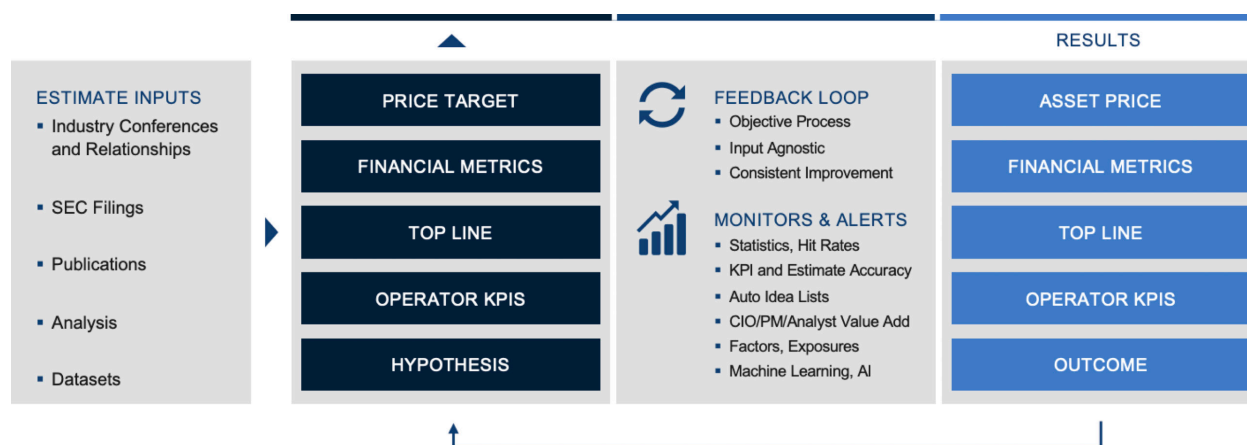 RESULTS
ESTIMATE INPUTS
▪ Industry Conferences
and Relationships
▪ SEC Filings
▪ Publications
▪ Analysis
▪ Datasets
PRICE TARGET
FINANCIAL METRICS
TOP LINE
OPERATOR KPIS
HYPOTHESIS
FEEDBACK LOOP
▪ Objective Process
▪ Input Agnostic
▪ Consistent Improvement
MONITORS & ALERTS
▪ Statistics, Hit Rates
▪ KPI and Estimate Accuracy
▪ Auto Idea Lists
▪ CIO/PM/Analyst Value Add
▪ Factors, Exposures
▪ Machine Learning, AI
ASSET PRICE
FINANCIAL METRICS
TOP LINE
OPERATOR KPIS
OUTCOME